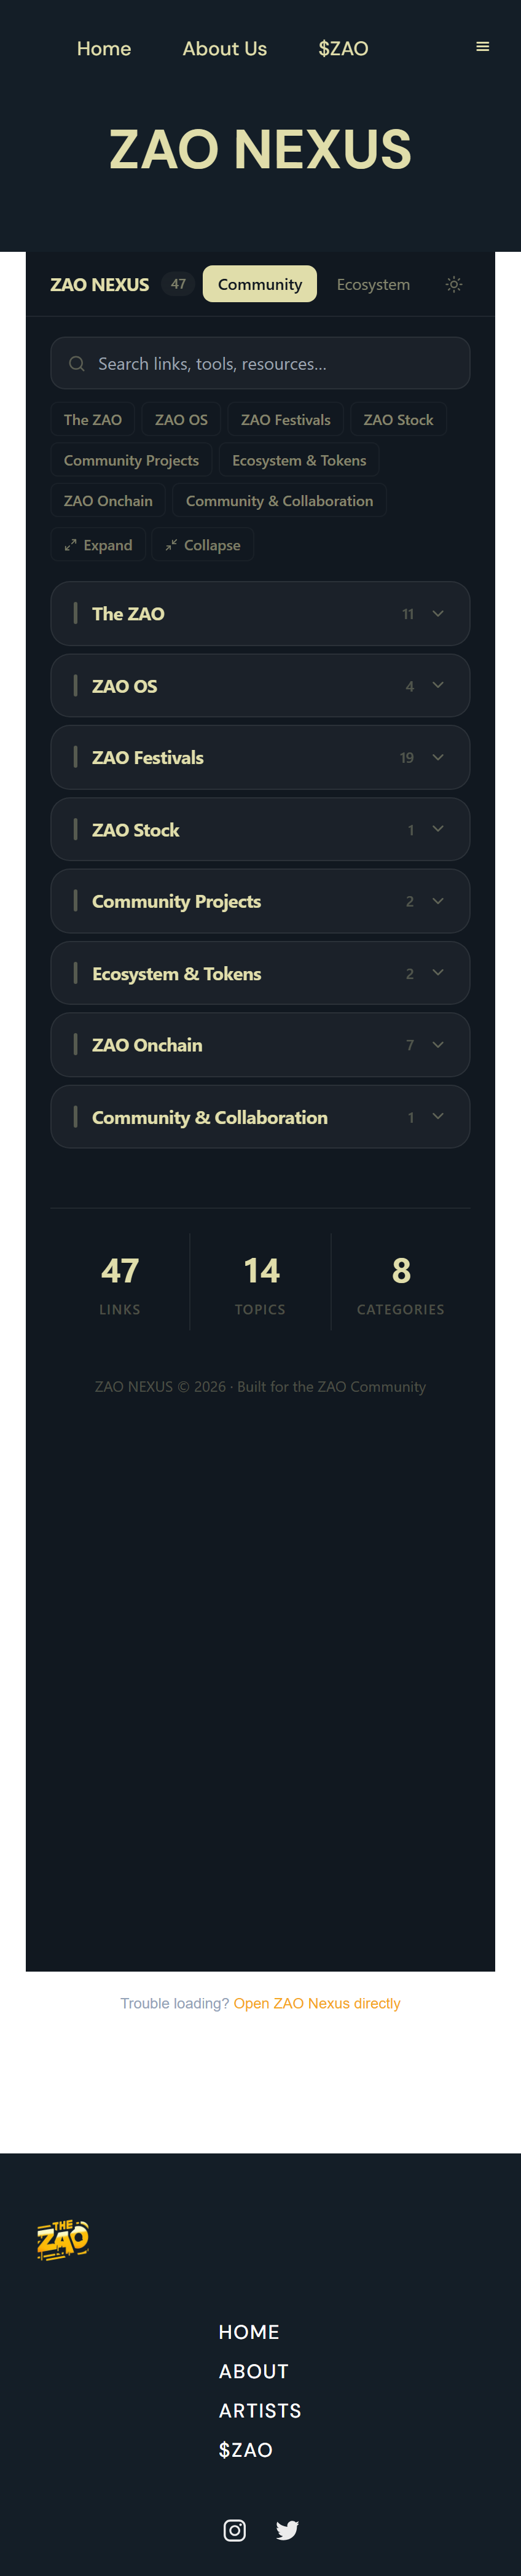 Home About Us $ZAO
ZAO NEXUS
ZAO NEXUS 47 Community Ecosystem
Search links, tools, resources...
The ZAO ZAO OS ZAO Festivals ZAO Stock
Community Projects Ecosystem & Tokens
ZAO Onchain Community & Collaboration
Expand Collapse
The ZAO 11
ZAO OS 4
ZAO Festivals 19
ZAO Stock 1
Community Projects 2
Ecosystem & Tokens 2
ZAO Onchain 7
Community & Collaboration 1
47 14 8
LINKS TOPICS CATEGORIES
ZAO NEXUS © 2026 · Built for the ZAO Community
Trouble loading? Open ZAO Nexus directly
THE
ZAO
HOME
ABOUT
ARTISTS
$ZAO